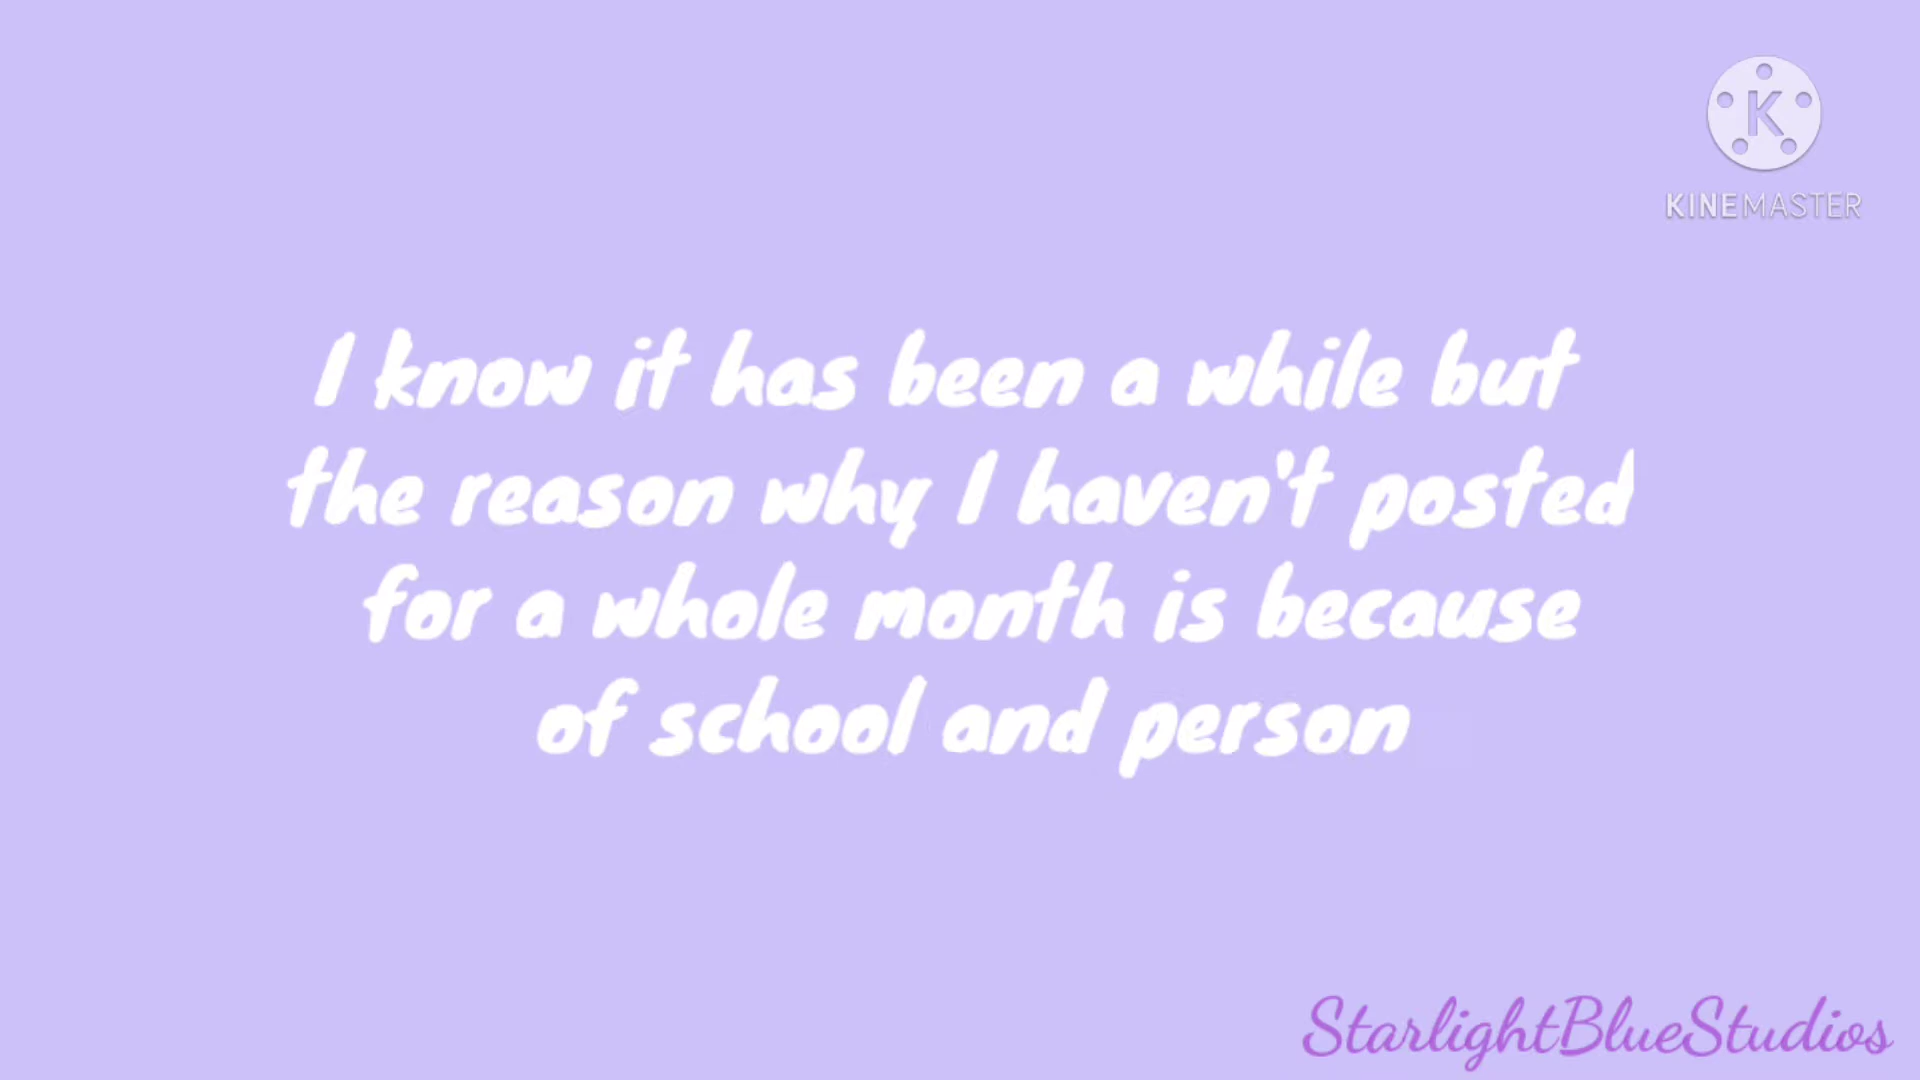 K
KINEMASTER
I know it has been a while but
the reason why I haven't posted
for a whole month is because
of school and person
StarlightBlueStudios